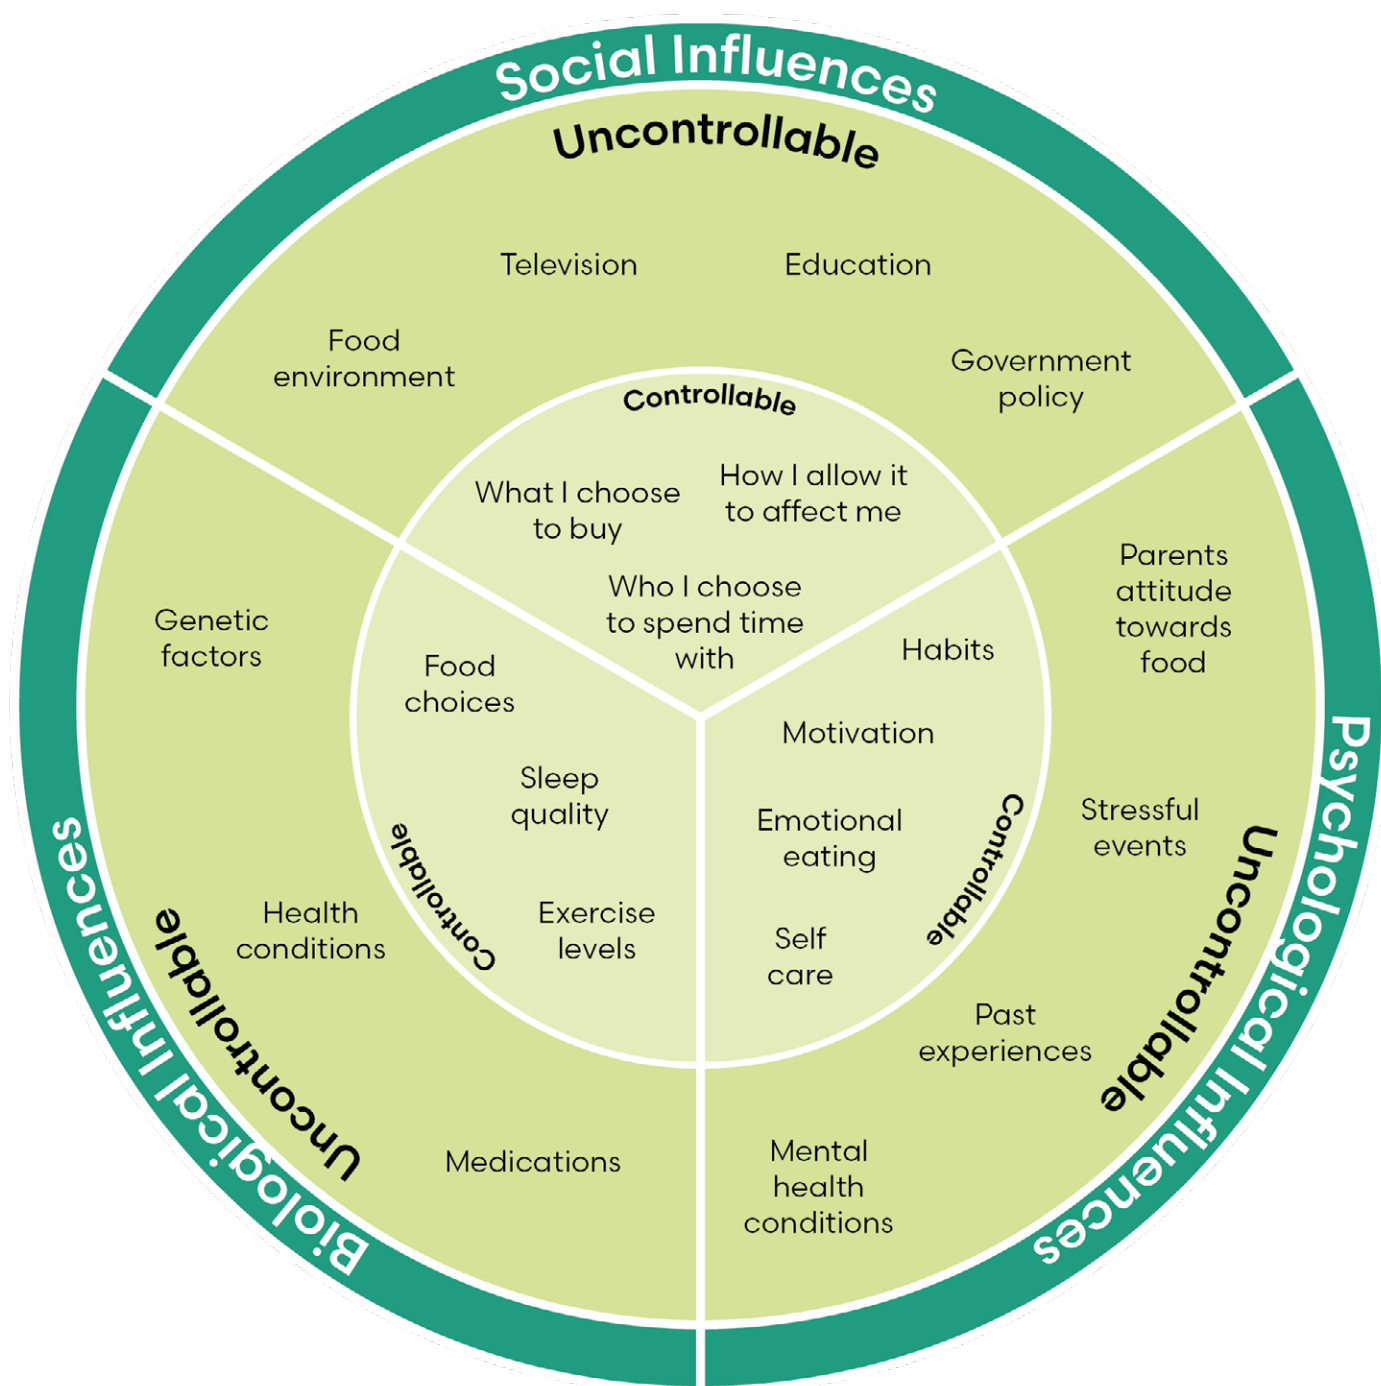 Social Influences
Uncontrollable
Television
Education
Food
environment
Government
policy
Controllable
What I choose
to buy
How I allow it
to affect me
Who I choose
to spend time
with
Psychological Influences
Uncontrollable
Parents
attitude
towards
food
Stressful
events
Past
experiences
Mental
health
conditions
Controllable
Habits
Motivation
Emotional
eating
Self
care
Biological Influences
Uncontrollable
Genetic
factors
Health
conditions
Medications
Controllable
Food
choices
Sleep
quality
Exercise
levels